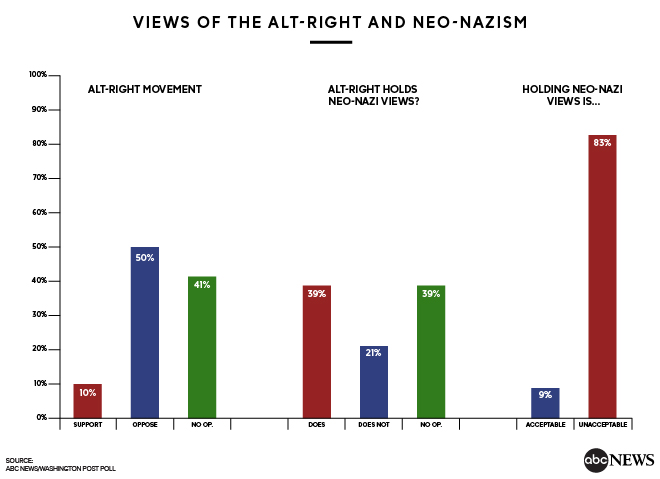 VIEWS OF THE ALT-RIGHT AND NEO-NAZISM
100%
90%
80%
70%
60%
50%
40%
30%
20%
10%
0%
ALT-RIGHT MOVEMENT
10%
50%
41%
SUPPORT
OPPOSE
NO OP.
ALT-RIGHT HOLDS
NEO-NAZI VIEWS?
39%
21%
39%
DOES
DOES NOT
NO OP.
HOLDING NEO-NAZI
VIEWS IS...
9%
83%
ACCEPTABLE
UNACCEPTABLE
SOURCE:
ABC NEWS/WASHINGTON POST POLL
abc NEWS